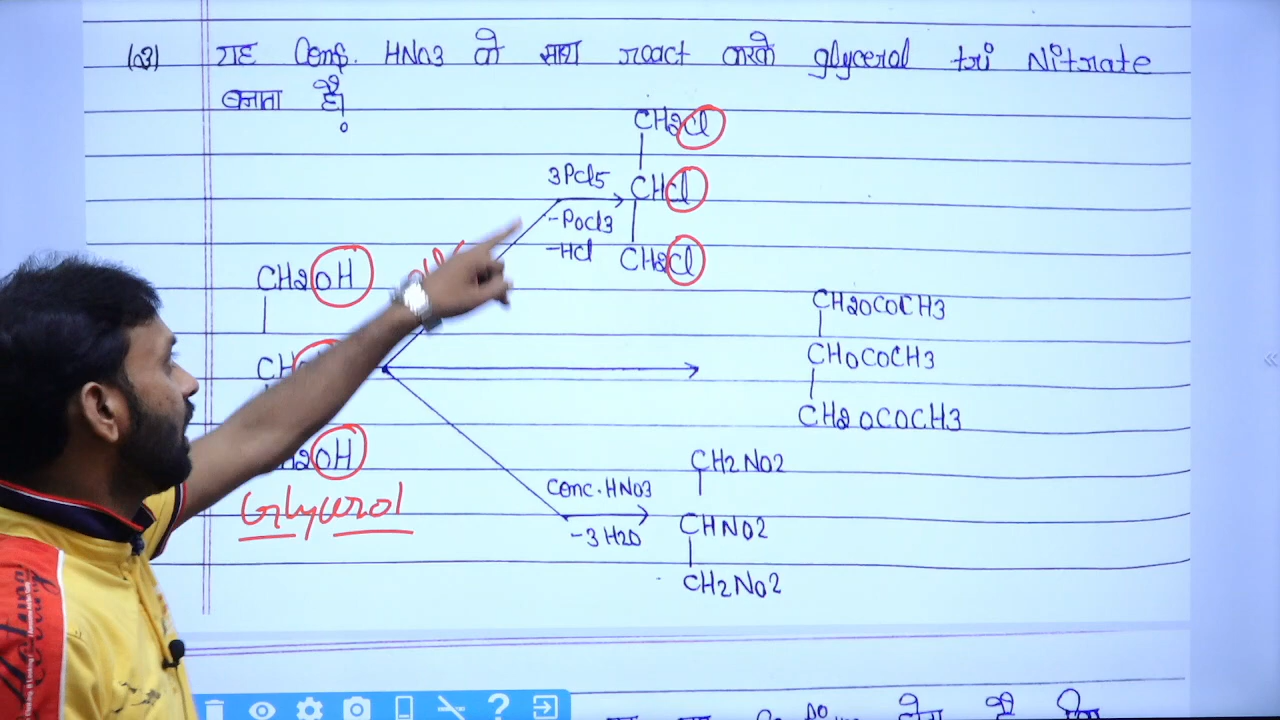 (3) यह Conc. HNO3 के साथ react करके glycerol tri Nitrate
बनाता है।
CH2Cl
3PCl5
CHCl
-POCl3
-HCl
CH2Cl
CH2OH
CH2OCOCH3
CHOCOCH3
CH2OCOCH3
H2OH
CH2NO2
Glycerol
Conc.HNO3
CHNO2
-3H2O
CH2NO2